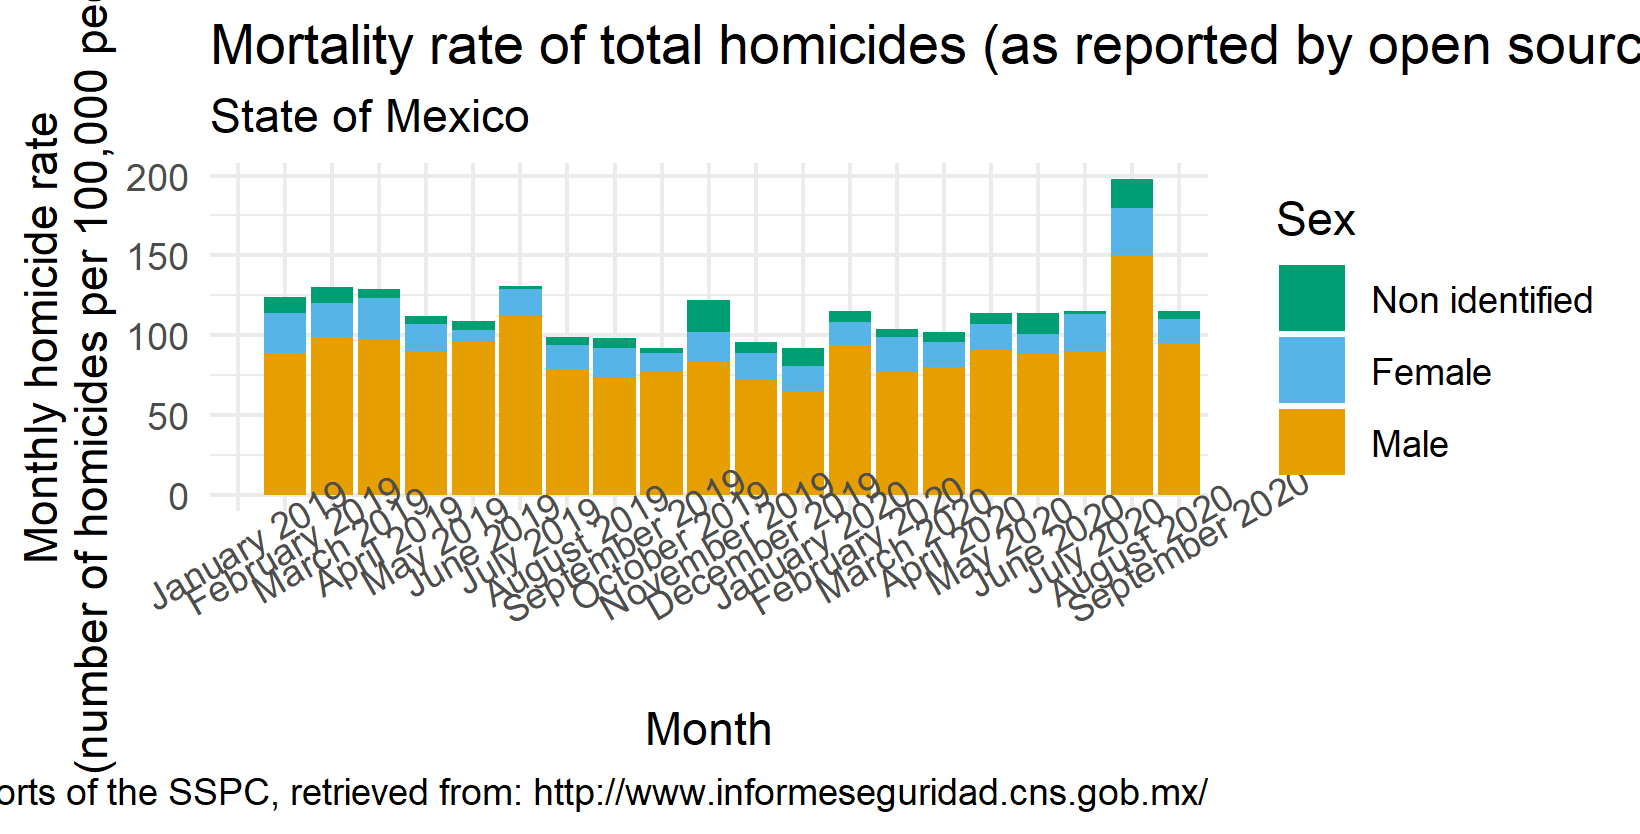 Mortality rate of total homicides (as reported by open sourc
State of Mexico
Monthly homicide rate
(number of homicides per 100,000 pe
200
150
100
50
0
Sex
Non identified
Female
Male
January 2019
February 2019
March 2019
April 2019
May 2019
June 2019
July 2019
August 2019
September 2019
October 2019
November 2019
December 2019
January 2020
February 2020
March 2020
April 2020
May 2020
June 2020
July 2020
August 2020
September 2020
Month
orts of the SSPC, retrieved from: http://www.informeseguridad.cns.gob.mx/